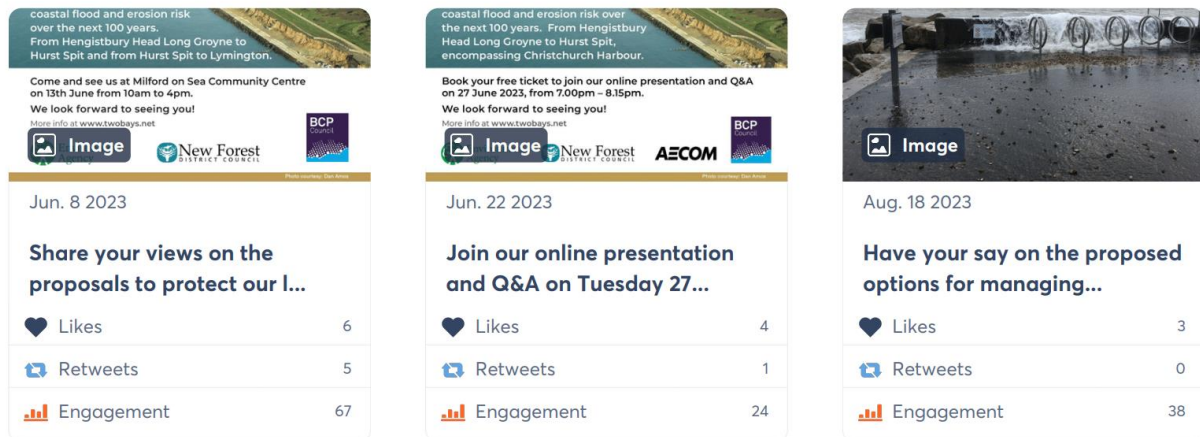 coastal flood and erosion risk
over the next 100 years.
From Hengistbury Head Long Groyne to
Hurst Spit and from Hurst Spit to Lymington.
Come and see us at Milford on Sea Community Centre
on 13th June from 10am to 4pm.
We look forward to seeing you!
More info at www.twobays.net
Image
New Forest
DISTRICT COUNCIL
BCP
Council
Photo courtesy: Dan Amos
Jun. 8 2023
Share your views on the
proposals to protect our l...
Likes 6
Retweets 5
Engagement 67
coastal flood and erosion risk over
the next 100 years. From Hengistbury
Head Long Groyne to Hurst Spit,
encompassing Christchurch Harbour.
Book your free ticket to join our online presentation and Q&A
on 27 June 2023, from 7.00pm – 8.15pm.
We look forward to seeing you!
More info at www.twobays.net
Image
New Forest
DISTRICT COUNCIL
AECOM
BCP
Council
Jun. 22 2023
Join our online presentation
and Q&A on Tuesday 27...
Likes 4
Retweets 1
Engagement 24
Image
Aug. 18 2023
Have your say on the proposed
options for managing...
Likes 3
Retweets 0
Engagement 38